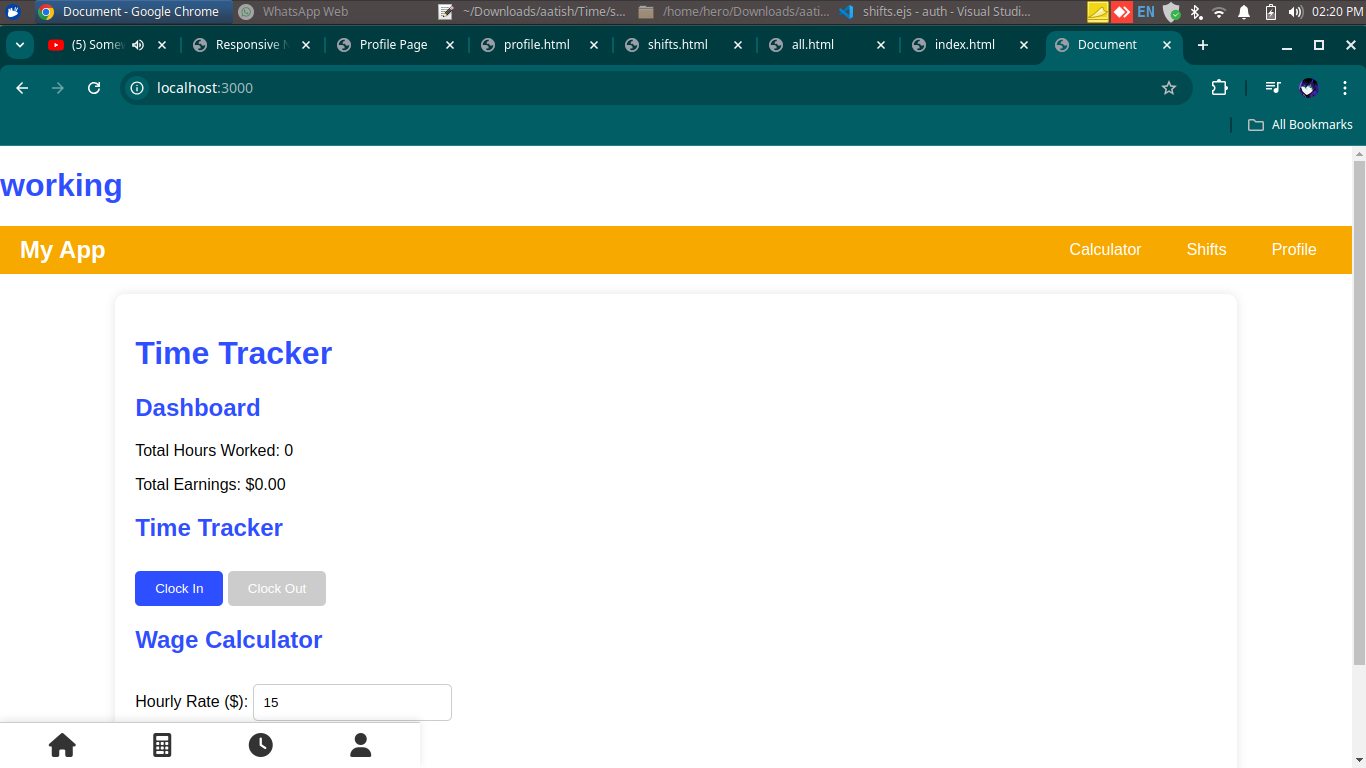 Document - Google Chrome
WhatsApp Web
~/Downloads/aatish/Time/s...
/home/hero/Downloads/aati...
shifts.ejs - auth - Visual Studi...
EN
02:20 PM
(5) Somew
Responsive N
Profile Page
profile.html
shifts.html
all.html
index.html
Document
localhost:3000
All Bookmarks
working
My App
Calculator
Shifts
Profile
Time Tracker
Dashboard
Total Hours Worked: 0
Total Earnings: $0.00
Time Tracker
Clock In
Clock Out
Wage Calculator
Hourly Rate ($):
15